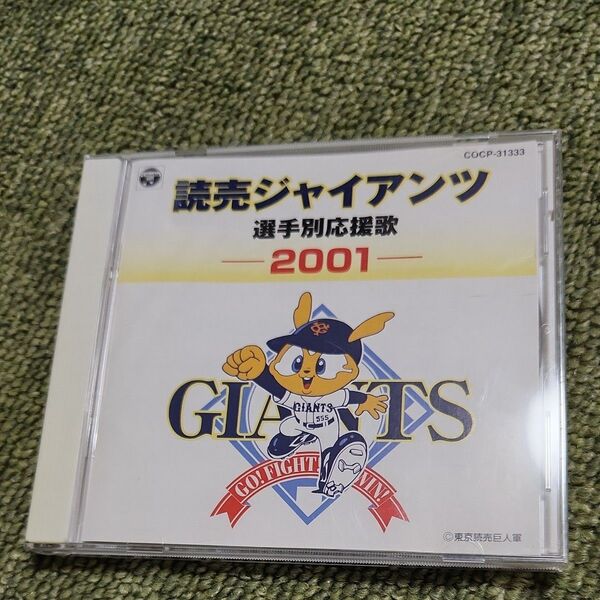 COCP-31333
読売ジャイアンツ
選手別応援歌
2001
GIANTS
GIANTS
555
GO! FIGHT WIN!
©東京読売巨人軍